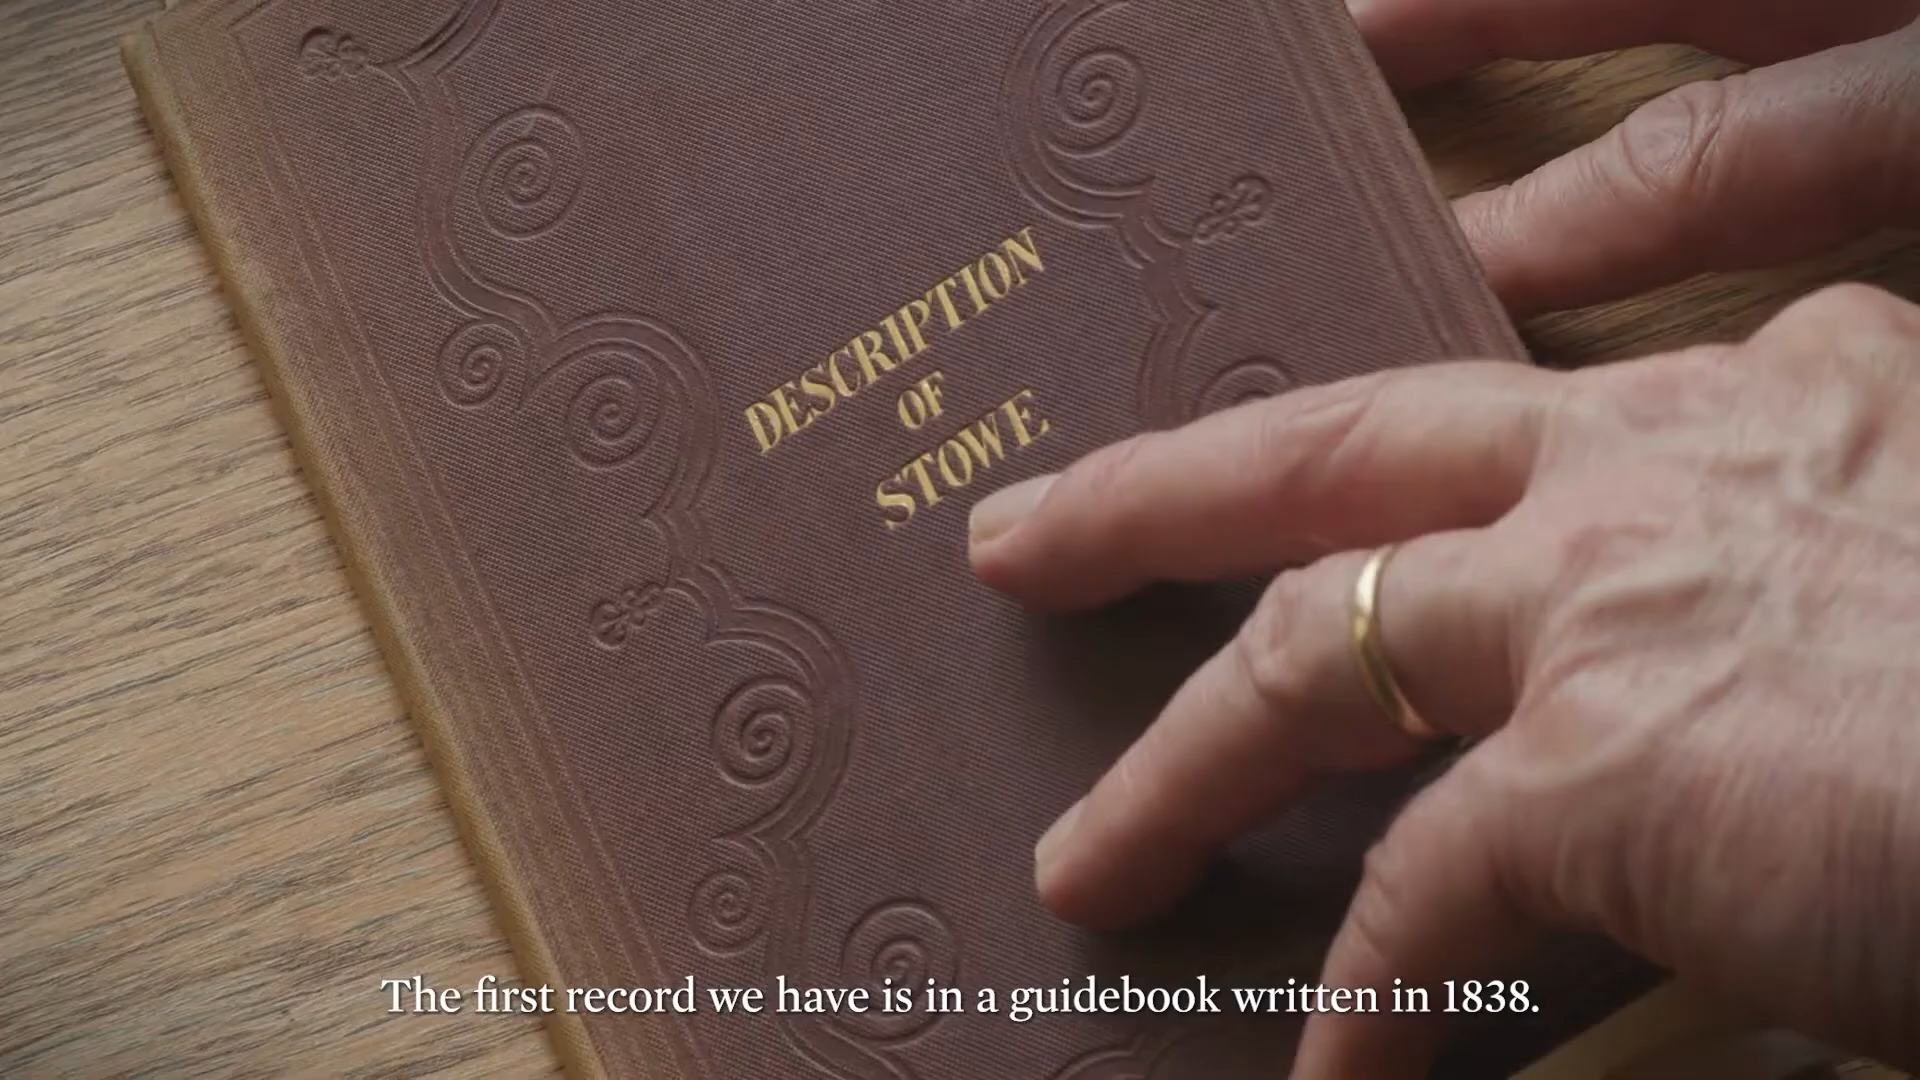 DESCRIPTION
OF
STOWE
The first record we have is in a guidebook written in 1838.